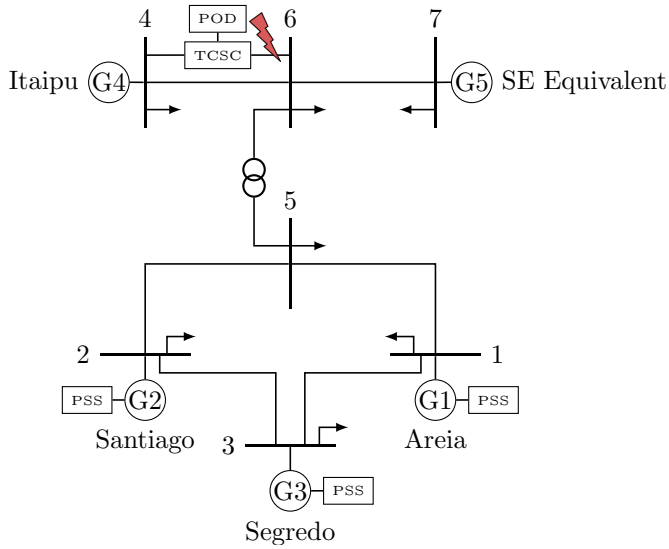 POD
4 6 7
TCSC
Itaipu G4 G5 SE Equivalent
5
2 1
PSS G2 G1 PSS
Santiago 3 Areia
G3 PSS
Segredo